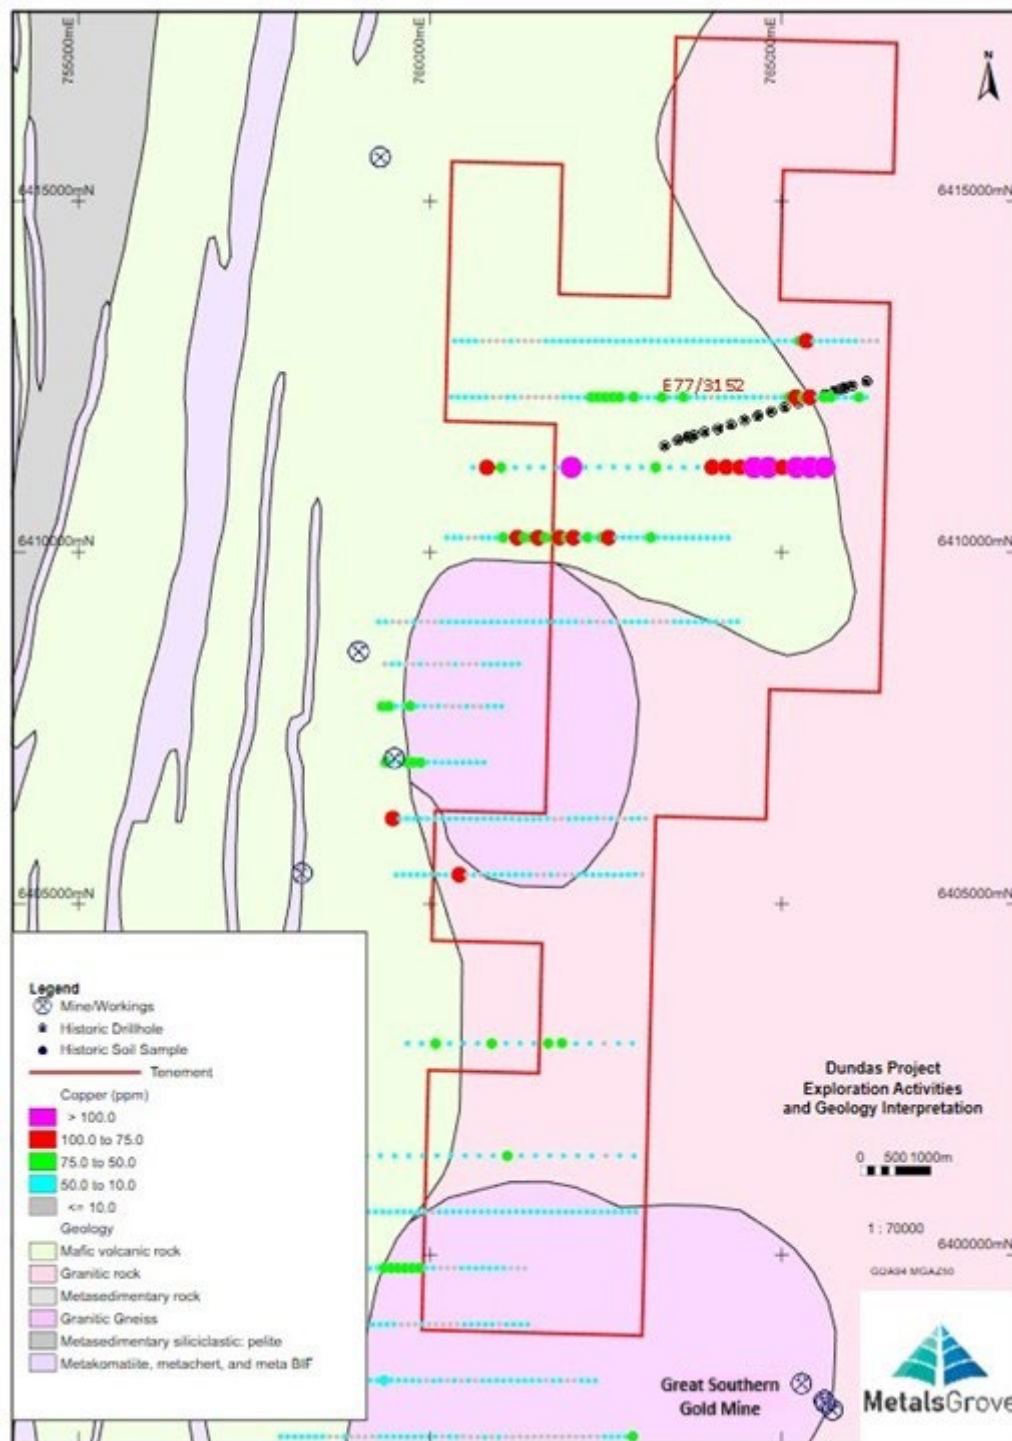 755000mE
760000mE
765000mE
N
6415000mN
6415000mN
E77/3152
6410000mN
6410000mN
6405000mN
6405000mN
Legend
Mine/Workings
Historic Drillhole
Historic Soil Sample
Tenement
Copper (ppm)
> 100.0
100.0 to 75.0
75.0 to 50.0
50.0 to 10.0
<= 10.0
Geology
Mafic volcanic rock
Granitic rock
Metasedimentary rock
Granitic Gneiss
Metasedimentary siliciclastic: pelite
Metakomatiite, metachert, and meta BIF
Dundas Project
Exploration Activities
and Geology Interpretation
0 500 1000m
1 : 70000
6400000mN
GDA94 MGAZ50
Great Southern
Gold Mine
MetalsGrove